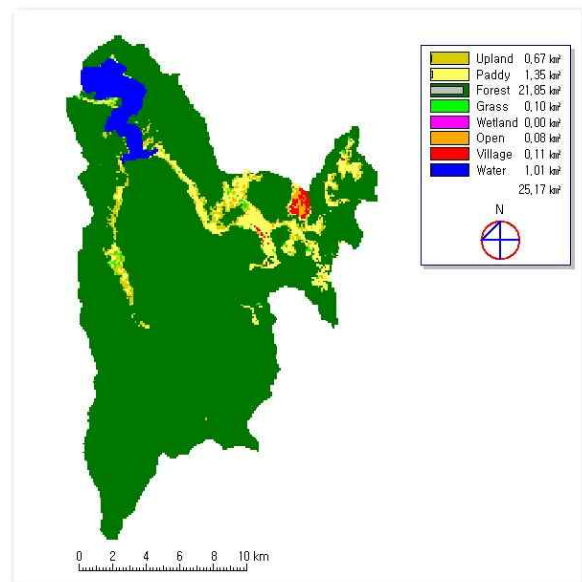 Upland 0,67 km²
Paddy 1,35 km²
Forest 21,85 km²
Grass 0,10 km²
Wetland 0,00 km²
Open 0,08 km²
Village 0,11 km²
Water 1,01 km²
25,17 km²
N
0 2 4 6 8 10 km